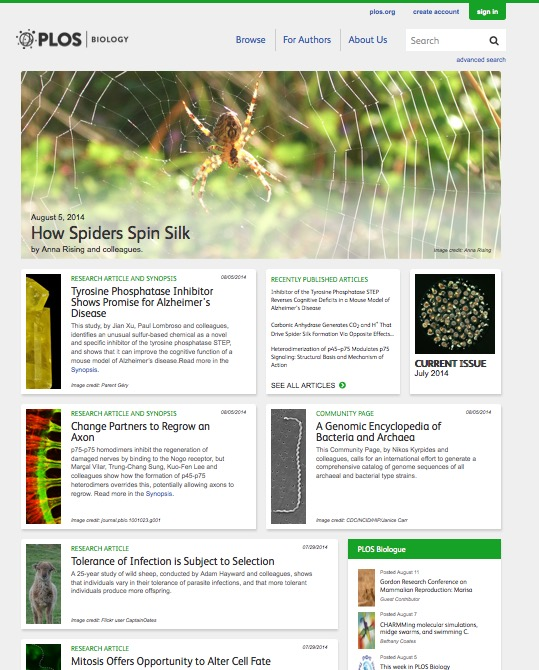 plos.org create account sign in
PLOS BIOLOGY
Browse For Authors About Us Search
advanced search
August 5, 2014
How Spiders Spin Silk
by Anna Rising and colleagues.
Image credit: Anna Rising
RESEARCH ARTICLE AND SYNOPSIS 08/05/2014
Tyrosine Phosphatase Inhibitor
Shows Promise for Alzheimer's
Disease
This study, by Jian Xu, Paul Lombroso and colleagues,
identifies an unusual sulfur-based chemical as a novel
and specific inhibitor of the tyrosine phosphatase STEP,
and shows that it can improve the cognitive function of a
mouse model of Alzheimer's disease.Read more in the
Synopsis.
Image credit: Parent Géry
RECENTLY PUBLISHED ARTICLES
Inhibitor of the Tyrosine Phosphatase STEP
Reverses Cognitive Deficits in a Mouse Model of
Alzheimer's Disease
Carbonic Anhydrase Generates CO2 and H+ That
Drive Spider Silk Formation Via Opposite Effects...
Heterodimerization of p45–p75 Modulates p75
Signaling: Structural Basis and Mechanism of
Action
SEE ALL ARTICLES
CURRENT ISSUE
July 2014
RESEARCH ARTICLE AND SYNOPSIS 08/05/2014
Change Partners to Regrow an
Axon
p75-p75 homodimers inhibit the regeneration of
damaged nerves by binding to the Nogo receptor, but
Marçal Vilar, Trung-Chang Sung, Kuo-Fen Lee and
colleagues show how the formation of p45-p75
heterodimers overrides this, potentially allowing axons to
regrow. Read more in the Synopsis.
Image credit: journal.pbio.1001023.g001
COMMUNITY PAGE 08/05/2014
A Genomic Encyclopedia of
Bacteria and Archaea
This Community Page, by Nikos Kyrpides and
colleagues, calls for an international effort to generate a
comprehensive catalog of genome sequences of all
archaeal and bacterial type strains.
Image credit: CDC/NCID/HIP/Janice Carr
RESEARCH ARTICLE 07/29/2014
Tolerance of Infection is Subject to Selection
A 25-year study of wild sheep, conducted by Adam Hayward and colleagues, shows
that individuals vary in their tolerance of parasite infections, and that more tolerant
individuals produce more offspring.
Image credit: Flickr user CaptainOates
PLOS Biologue
Posted August 11
Gordon Research Conference on
Mammalian Reproduction: Marisa
Guest Contributor
Posted August 7
CHARMMing molecular simulations,
midge swarms, and swimming C.
Bethany Coates
Posted August 5
This week in PLOS Biology
RESEARCH ARTICLE 07/29/2014
Mitosis Offers Opportunity to Alter Cell Fate